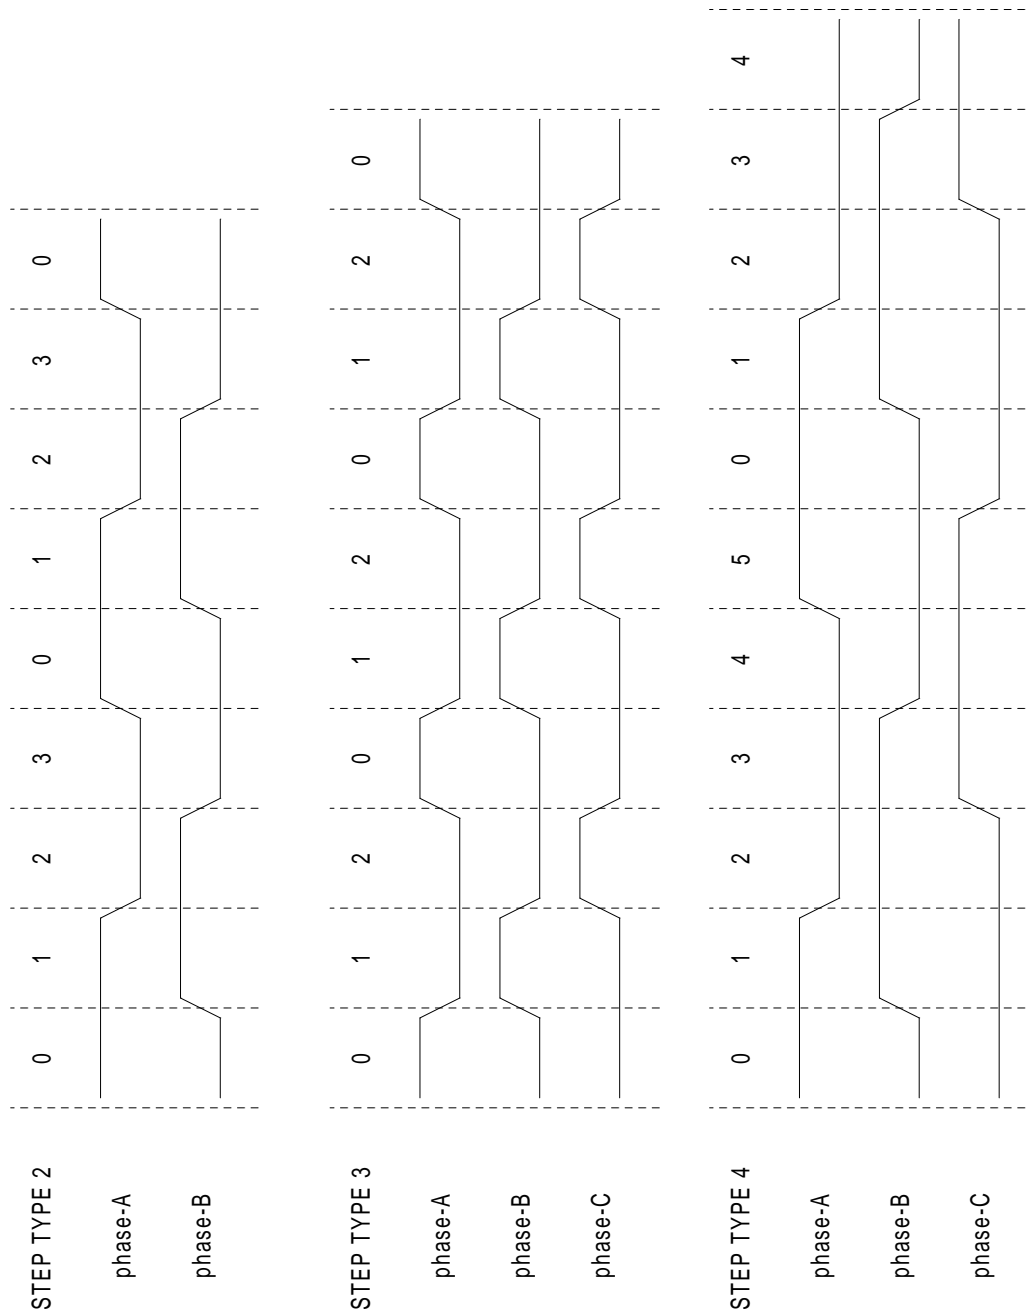 STEP TYPE 2 0 1 2 3 0 1 2 3 0
phase-A
phase-B
STEP TYPE 3 0 1 2 0 1 2 0 1 2 0
phase-A
phase-B
phase-C
STEP TYPE 4 0 1 2 3 4 5 0 1 2 3 4
phase-A
phase-B
phase-C